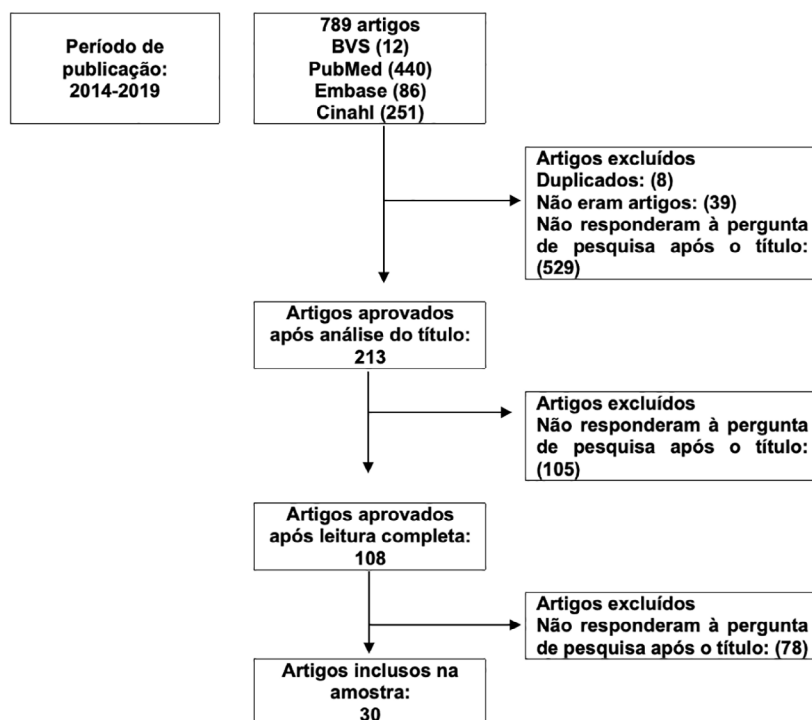 Período de
publicação:
2014-2019
789 artigos
BVS (12)
PubMed (440)
Embase (86)
Cinahl (251)
Artigos excluídos
Duplicados: (8)
Não eram artigos: (39)
Não responderam à pergunta
de pesquisa após o título:
(529)
Artigos aprovados
após análise do título:
213
Artigos excluídos
Não responderam à pergunta
de pesquisa após o título:
(105)
Artigos aprovados
após leitura completa:
108
Artigos excluídos
Não responderam à pergunta
de pesquisa após o título: (78)
Artigos inclusos na
amostra:
30